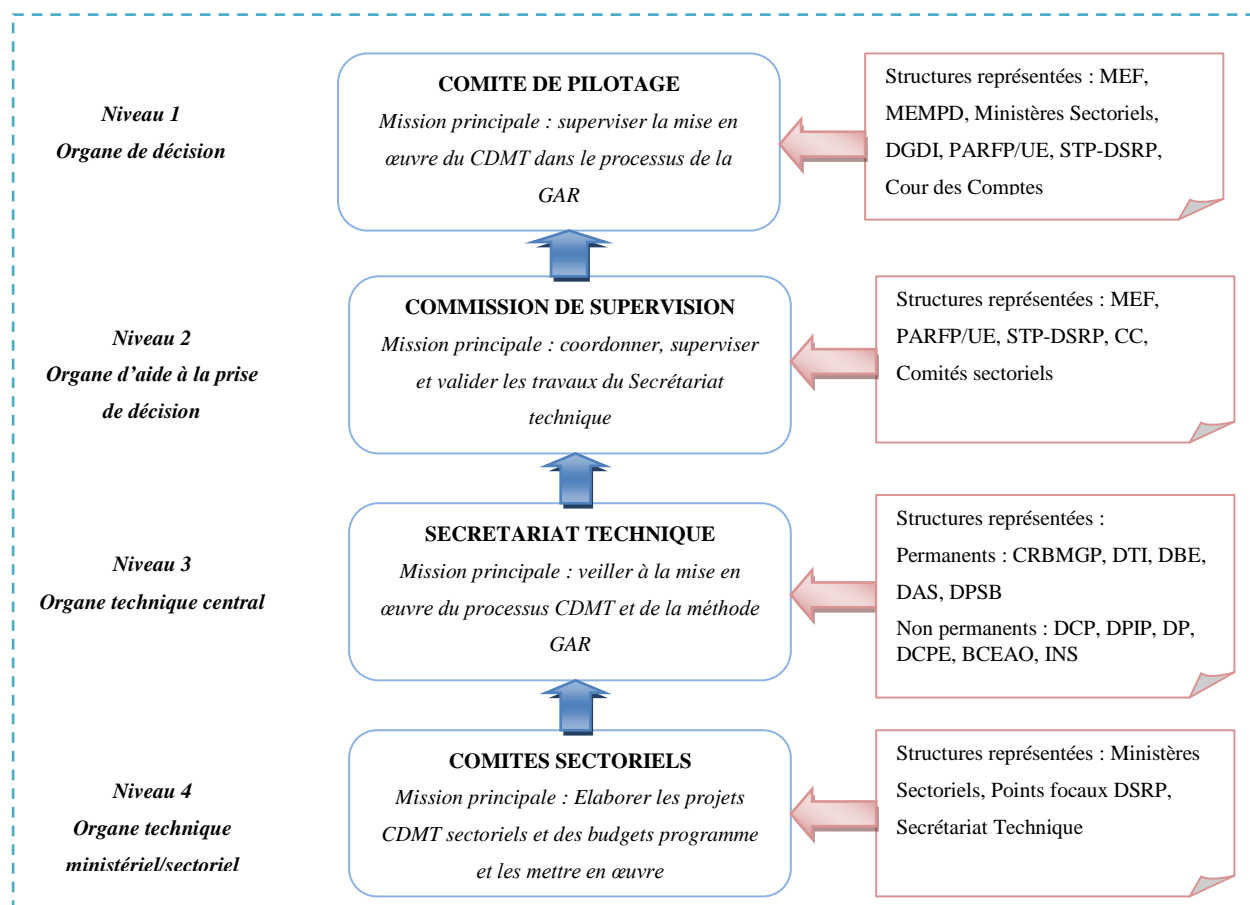 Niveau 1
Organe de décision
COMITE DE PILOTAGE
Mission principale : superviser la mise en
œuvre du CDMT dans le processus de la
GAR
Structures représentées : MEF,
MEMPD, Ministères Sectoriels,
DGDI, PARFP/UE, STP-DSRP,
Cour des Comptes
Niveau 2
Organe d’aide à la prise
de décision
COMMISSION DE SUPERVISION
Mission principale : coordonner, superviser
et valider les travaux du Secrétariat
technique
Structures représentées : MEF,
PARFP/UE, STP-DSRP, CC,
Comités sectoriels
Niveau 3
Organe technique central
SECRETARIAT TECHNIQUE
Mission principale : veiller à la mise en
œuvre du processus CDMT et de la méthode
GAR
Structures représentées :
Permanents : CRBMGP, DTI, DBE,
DAS, DPSB
Non permanents : DCP, DPIP, DP,
DCPE, BCEAO, INS
Niveau 4
Organe technique
ministériel/sectoriel
COMITES SECTORIELS
Mission principale : Elaborer les projets
CDMT sectoriels et des budgets programme
et les mettre en œuvre
Structures représentées : Ministères
Sectoriels, Points focaux DSRP,
Secrétariat Technique